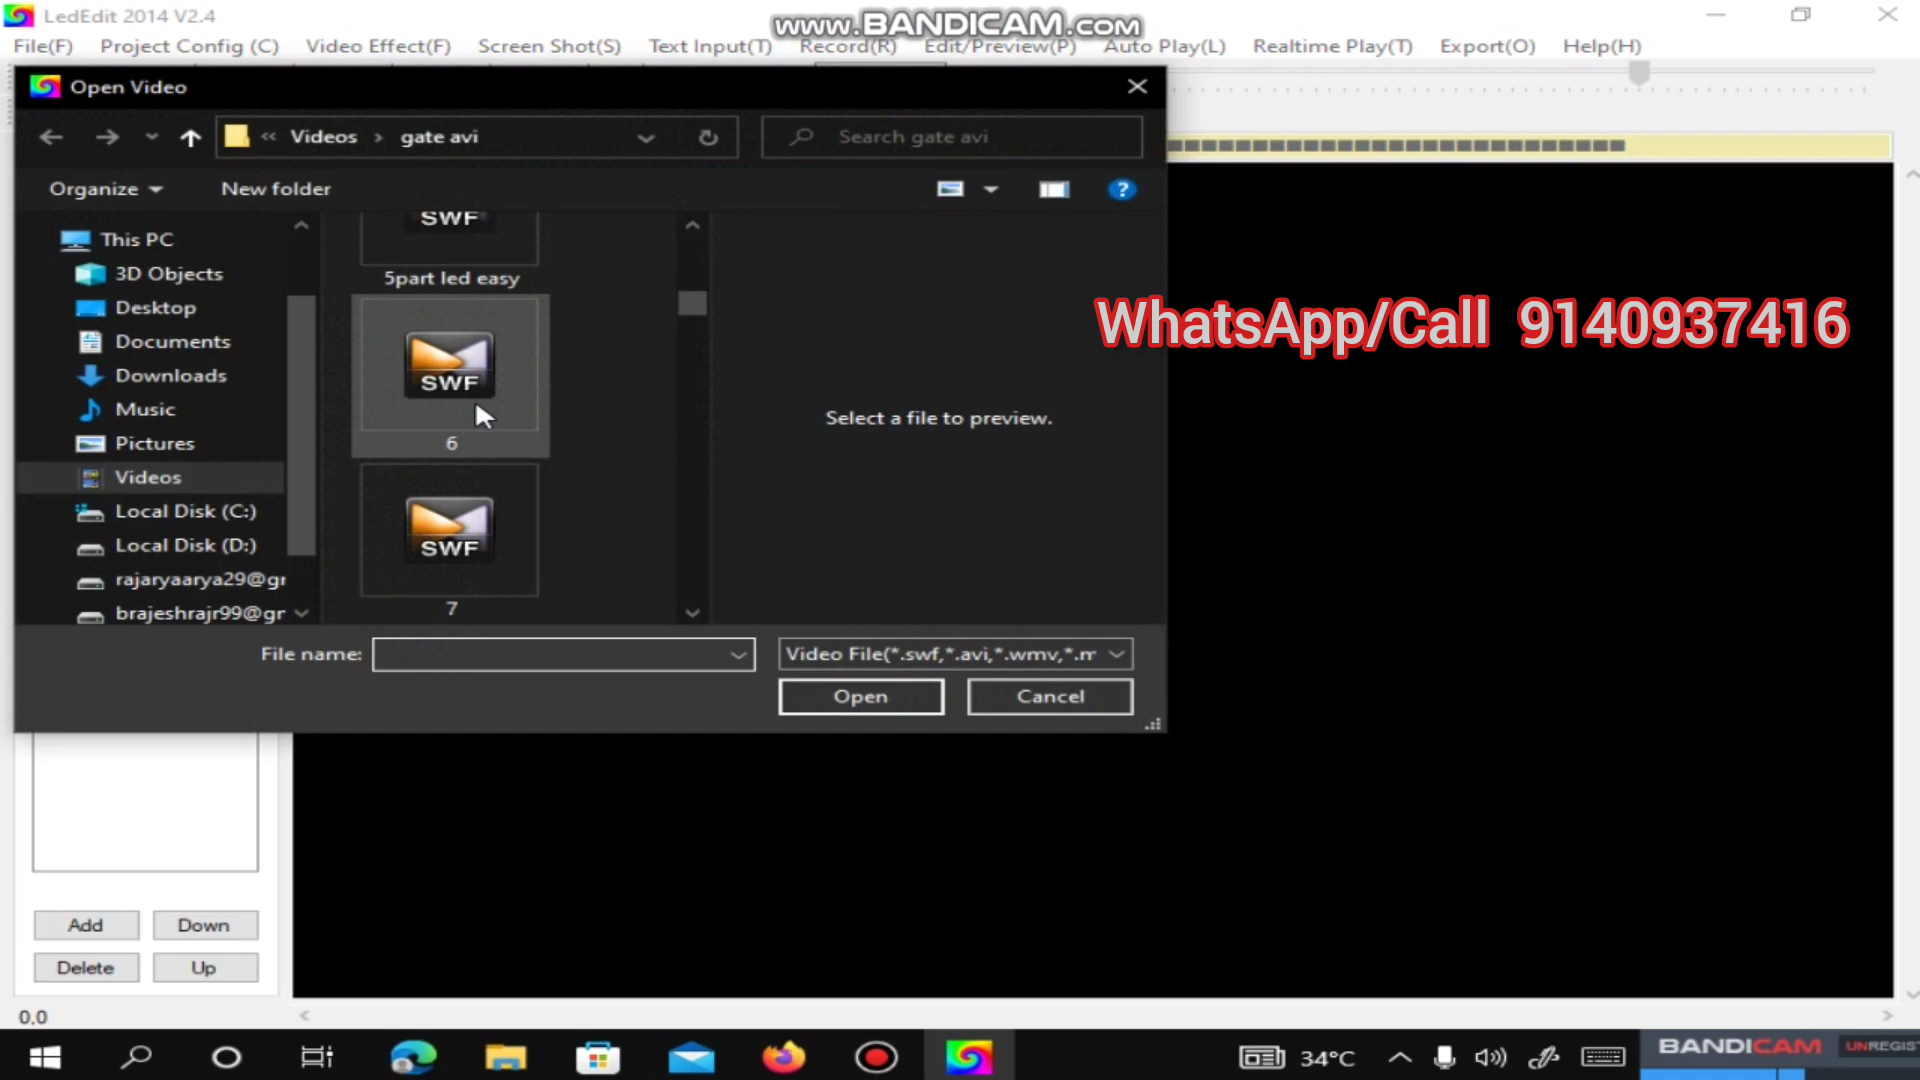 LedEdit 2014 V2.4
www.BANDICAM.com
File(F) Project Config (C) Video Effect(F) Screen Shot(S) Text Input(T) Record(R) Edit/Preview(P) Auto Play(L) Realtime Play(T) Export(O) Help(H)
Open Video
« Videos › gate avi
Search gate avi
Organize
New folder
?
This PC
3D Objects
Desktop
Documents
Downloads
Music
Pictures
Videos
Local Disk (C:)
Local Disk (D:)
rajaryaarya29@gr
brajeshrajr99@gr
SWF
5part led easy
SWF
6
SWF
7
Select a file to preview.
WhatsApp/Call 9140937416
File name:
Video File(*.swf,*.avi,*.wmv,*.m
Open
Cancel
Add
Down
Delete
Up
0,0
34°C
BANDICAM UNREGIS